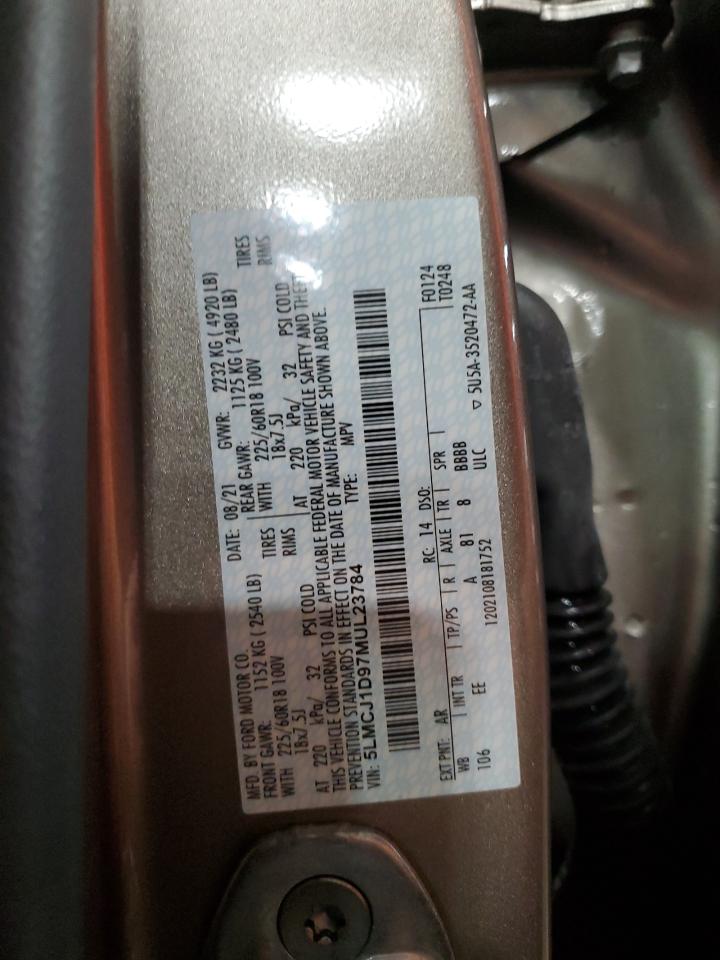 MFD. BY FORD MOTOR CO. DATE: 08/21 GVWR: 2232 KG ( 4920 LB)
FRONT GAWR: 1152 KG ( 2540 LB) REAR GAWR: 1125 KG ( 2480 LB)
WITH 225/60R18 100V TIRES WITH 225/60R18 100V TIRES
18x7.5J RIMS 18x7.5J RIMS
AT 220 kPa/ 32 PSI COLD AT 220 kPa/ 32 PSI COLD
THIS VEHICLE CONFORMS TO ALL APPLICABLE FEDERAL MOTOR VEHICLE SAFETY AND THEFT
PREVENTION STANDARDS IN EFFECT ON THE DATE OF MANUFACTURE SHOWN ABOVE.
VIN: 5LMCJ1D97MUL23784 TYPE: MPV
F0124
EXT PNT: AR RC: 14 DSO: T0248
WB INT TR TP/PS R AXLE TR SPR
106 EE A 81 8 BBBB
1202108181752 ULC ▽ 5U5A-3520472-AA